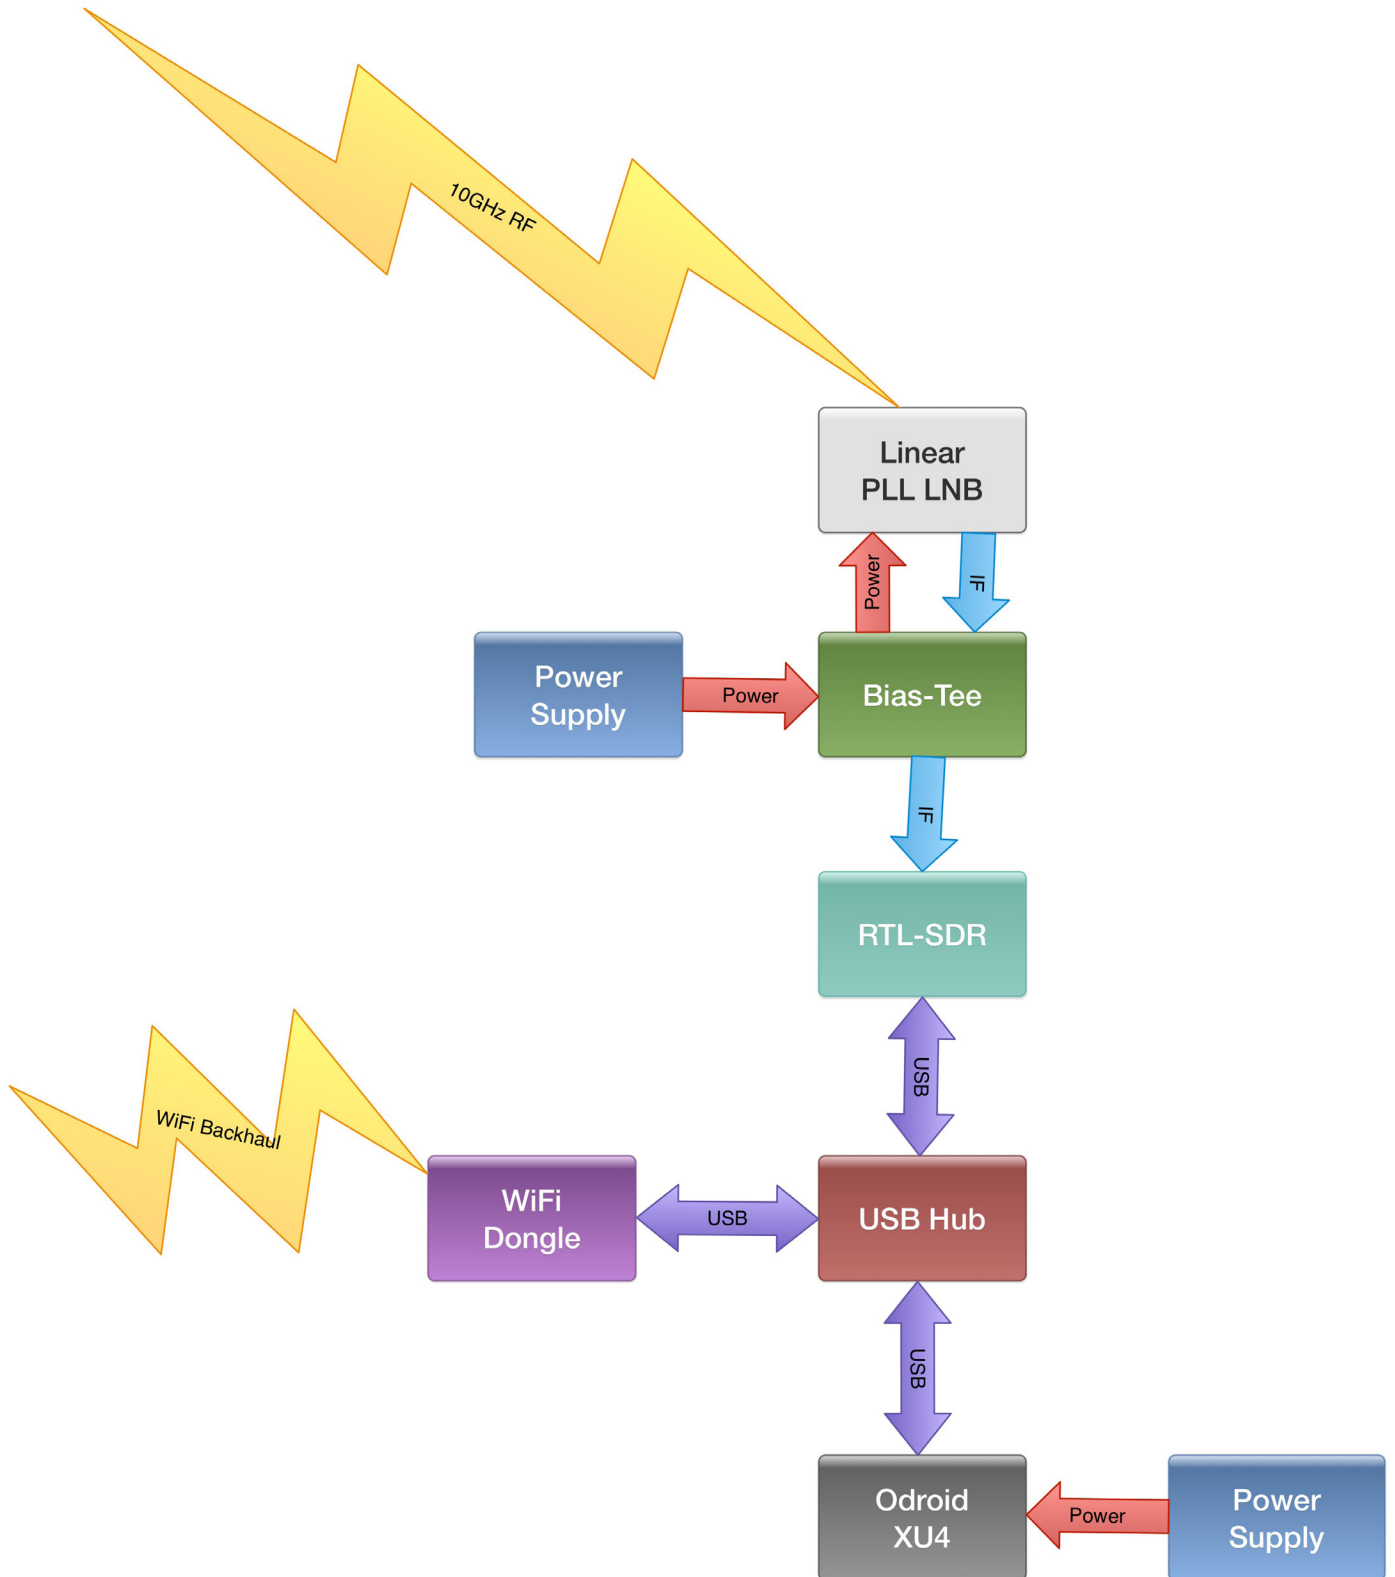 10GHz RF
Linear
PLL LNB
Power
IF
Power
Supply
Power
Bias-Tee
IF
RTL-SDR
USB
WiFi Backhaul
WiFi
Dongle
USB
USB Hub
USB
Odroid
XU4
Power
Power
Supply